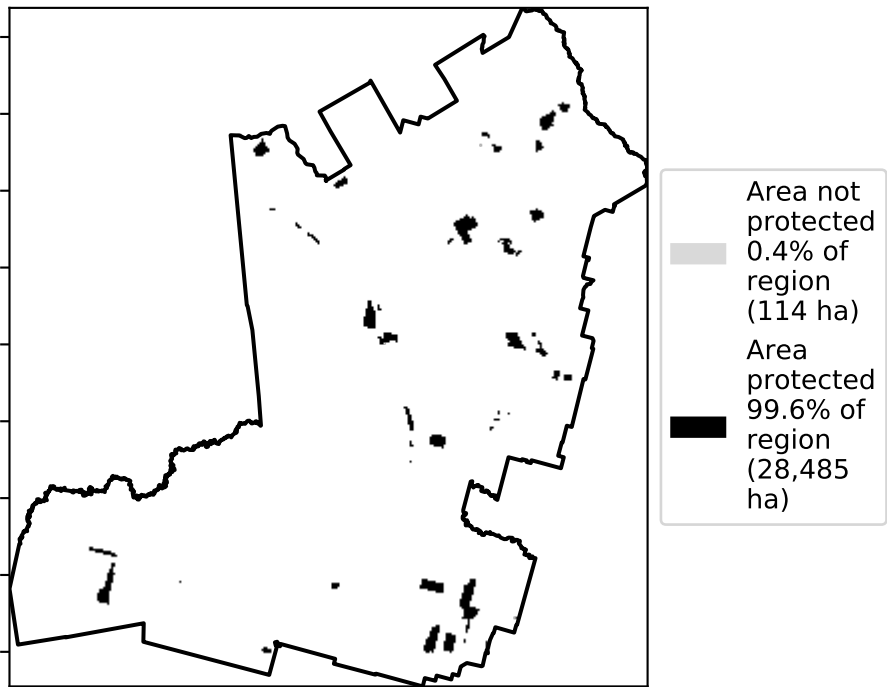 Area not
protected
0.4% of
region
(114 ha)
Area
protected
99.6% of
region
(28,485
ha)